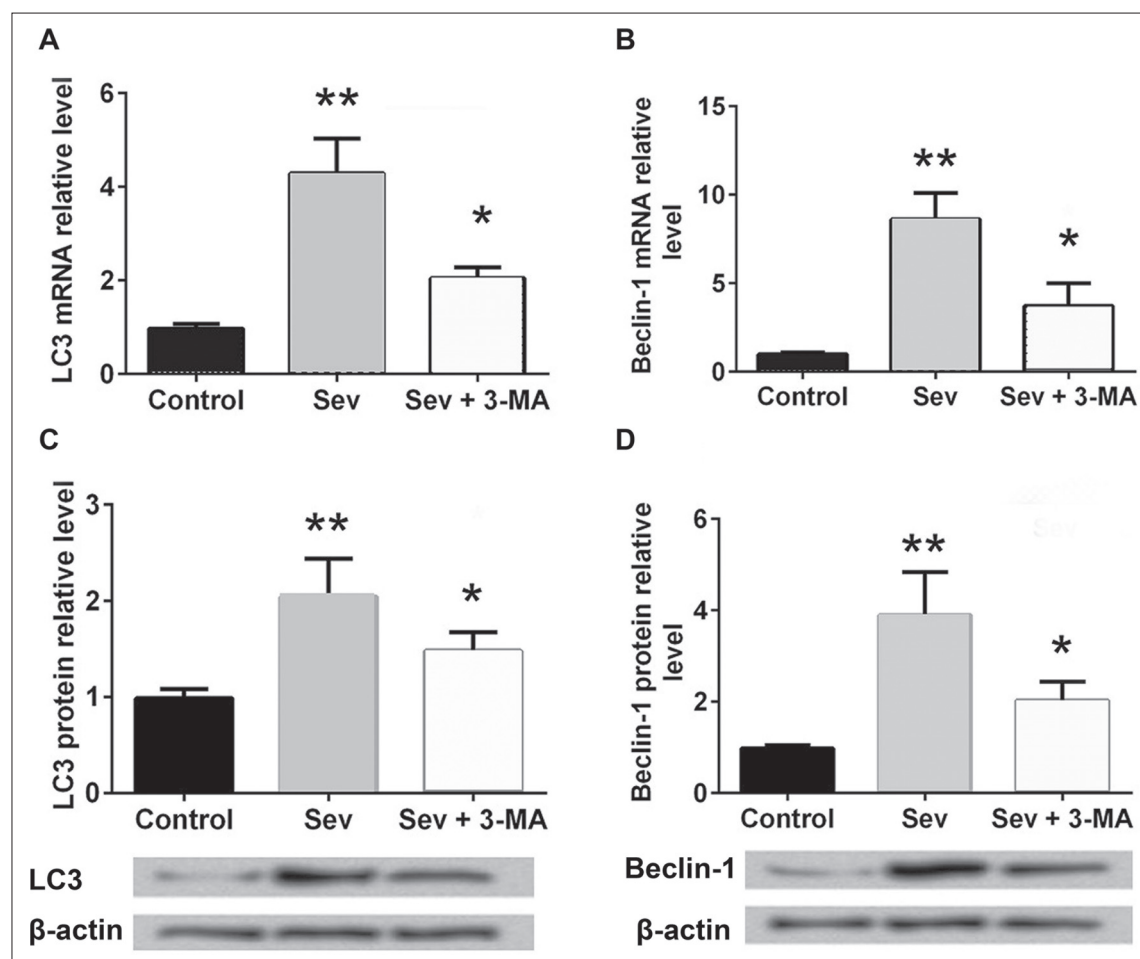 A
LC3 mRNA relative level
6
4
2
0
**
*
Control Sev Sev + 3-MA
B
Beclin-1 mRNA relative
level
15
10
5
0
**
*
Control Sev Sev + 3-MA
C
LC3 protein relative level
3
2
1
0
**
*
Control Sev Sev + 3-MA
LC3
β-actin
D
Beclin-1 protein relative
level
6
4
2
0
**
*
Sev
Control Sev Sev + 3-MA
Beclin-1
β-actin